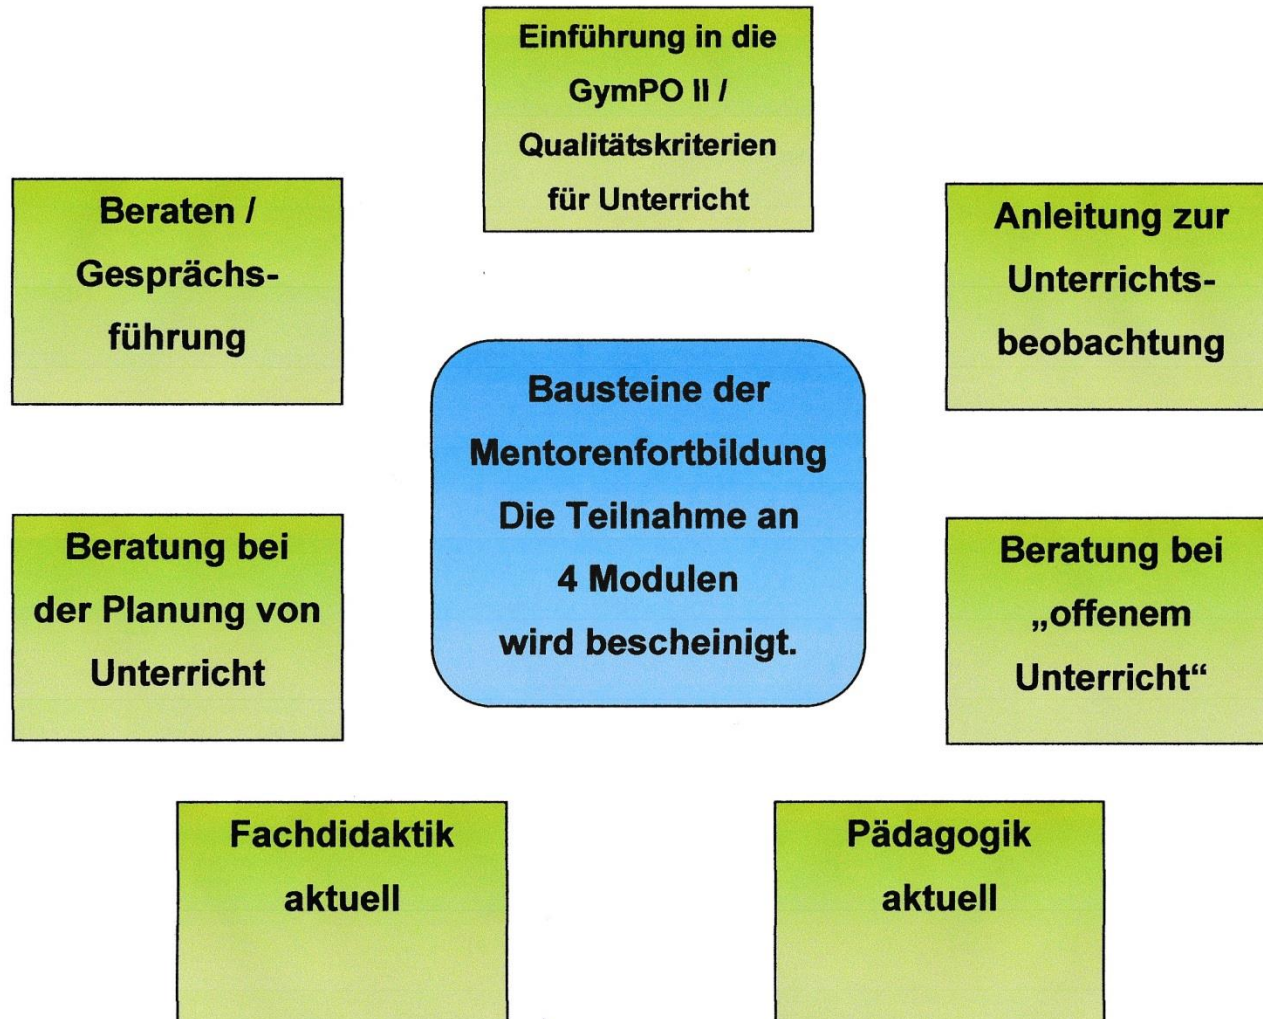 Einführung in die
GymPO II /
Qualitätskriterien
für Unterricht
Beraten /
Gesprächs-
führung
Anleitung zur
Unterrichts-
beobachtung
Bausteine der
Mentorenfortbildung
Die Teilnahme an
4 Modulen
wird bescheinigt.
Beratung bei
der Planung von
Unterricht
Beratung bei
„offenem
Unterricht“
Fachdidaktik
aktuell
Pädagogik
aktuell